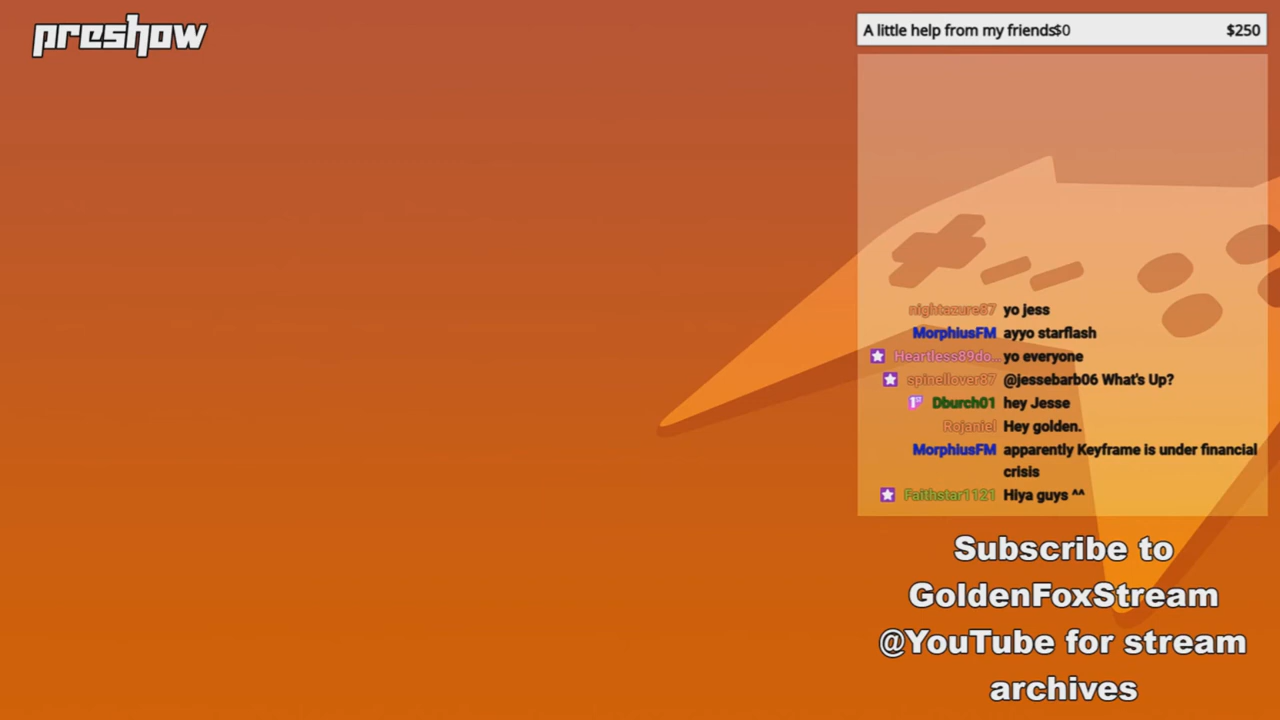 preshow
A little help from my friends$0 $250
nightazure87 yo jess
MorphiusFM ayyo starflash
Heartless89do... yo everyone
spinellover87 @jessebarb06 What's Up?
1st Dburch01 hey Jesse
Rojaniel Hey golden.
MorphiusFM apparently Keyframe is under financial
crisis
Faithstar1121 Hiya guys ^^
Subscribe to
GoldenFoxStream
@YouTube for stream
archives